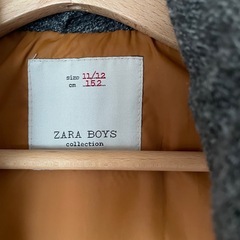 size 11/12
cm 152
ZARA BOYS
collection